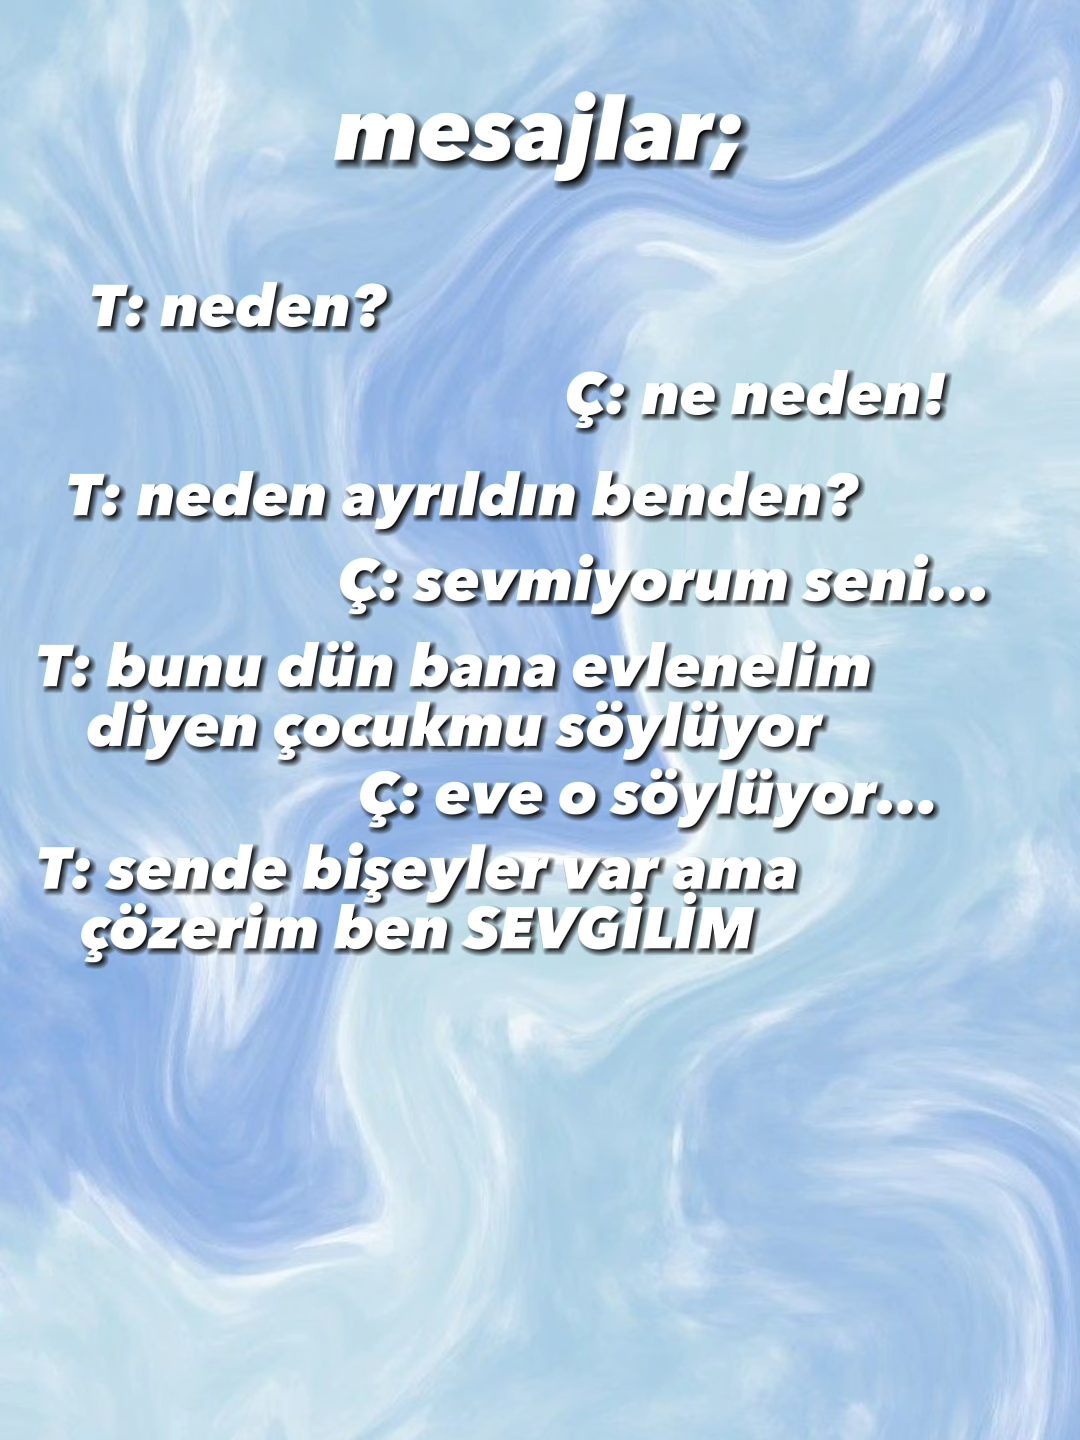 mesajlar;
T: neden?
Ç: ne neden!
T: neden ayrıldın benden?
Ç: sevmiyorum seni...
T: bunu dün bana evlenelim
diyen çocukmu söylüyor
Ç: eve o söylüyor...
T: sende bişeyler var ama
çözerim ben SEVGİLİM